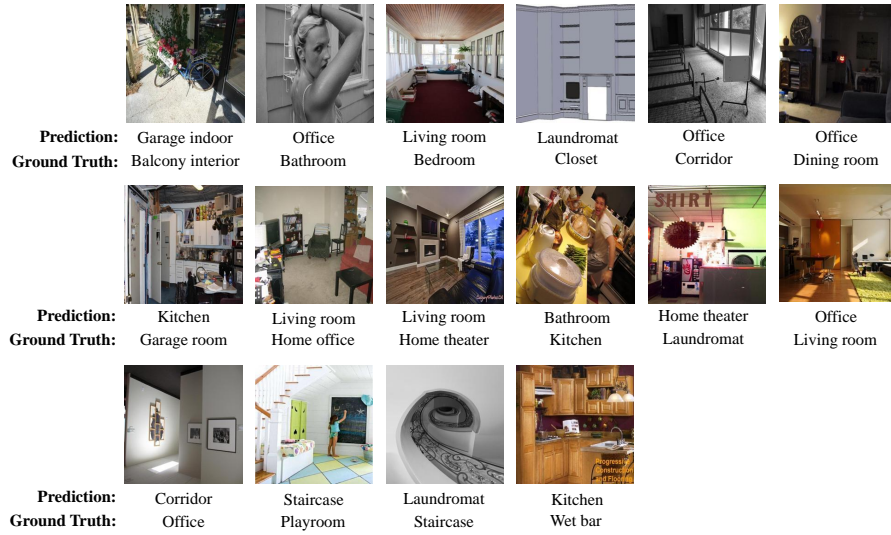 Prediction: Garage indoor Office Living room Laundromat Office Office
Ground Truth: Balcony interior Bathroom Bedroom Closet Corridor Dining room
SHIRT
Prediction: Kitchen Living room Living room Bathroom Home theater Office
Ground Truth: Garage room Home office Home theater Kitchen Laundromat Living room
Progressive
Construction
and Flooring
Prediction: Corridor Staircase Laundromat Kitchen
Ground Truth: Office Playroom Staircase Wet bar